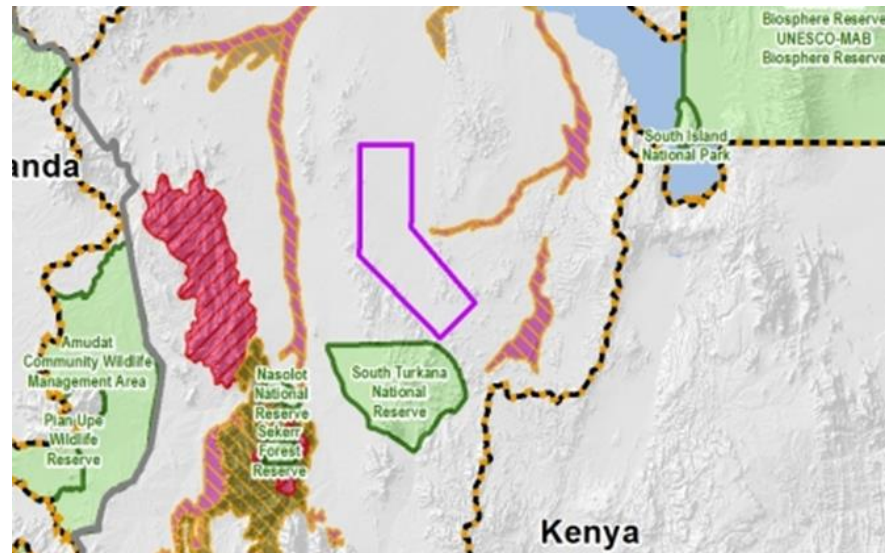 Biosphere Reserve
UNESCO-MAB
Biosphere Reserve
South Island
National Park
anda
Amudat
Community Wildlife
Management Area
Pian Upe
Wildlife
Reserve
Nasolot
National
Reserve
Sekerr
Forest
Reserve
South Turkana
National
Reserve
Kenya